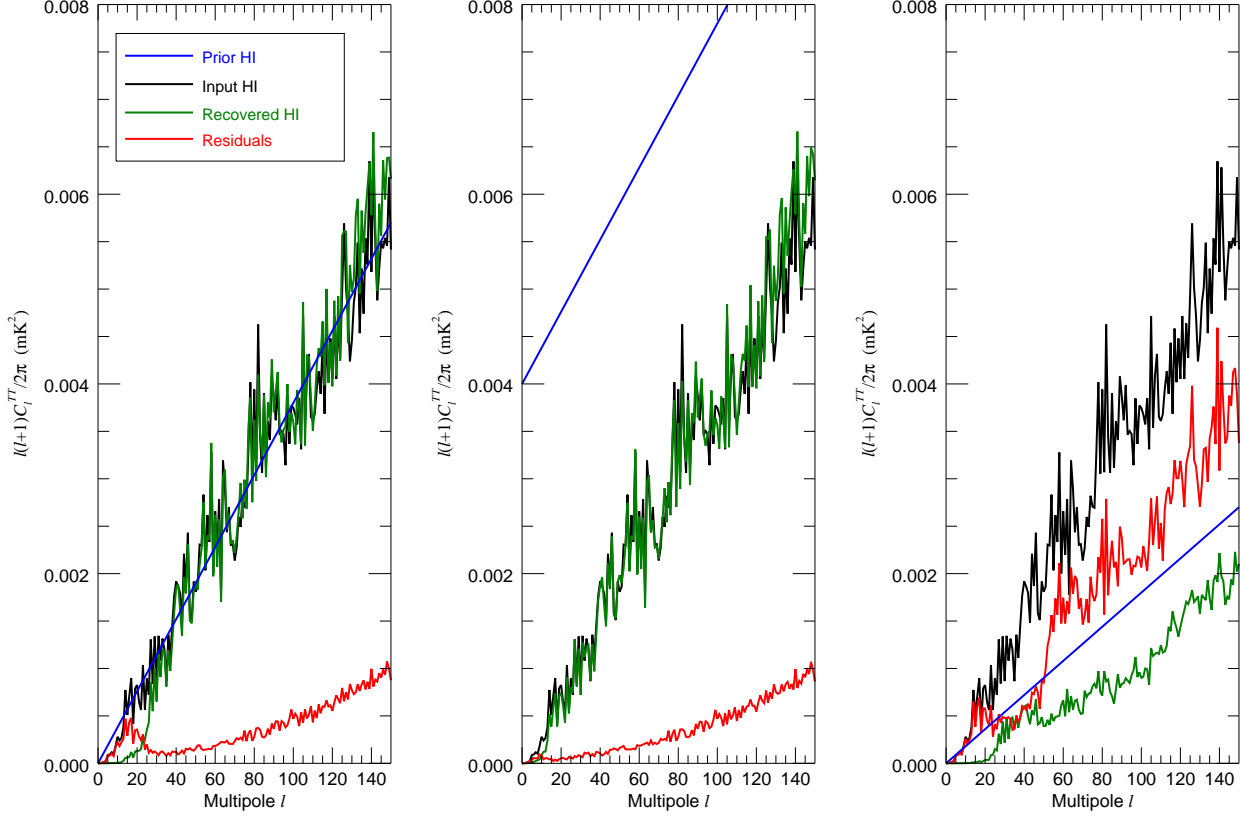 0.008
0.006
0.004
0.002
0.000
l(l+1)C_l^{TT}/2π (mK²)
Prior HI
Input HI
Recovered HI
Residuals
0 20 40 60 80 100 120 140
Multipole l
0.008
0.006
0.004
0.002
0.000
l(l+1)C_l^{TT}/2π (mK²)
0 20 40 60 80 100 120 140
Multipole l
0.008
0.006
0.004
0.002
0.000
l(l+1)C_l^{TT}/2π (mK²)
0 20 40 60 80 100 120 140
Multipole l